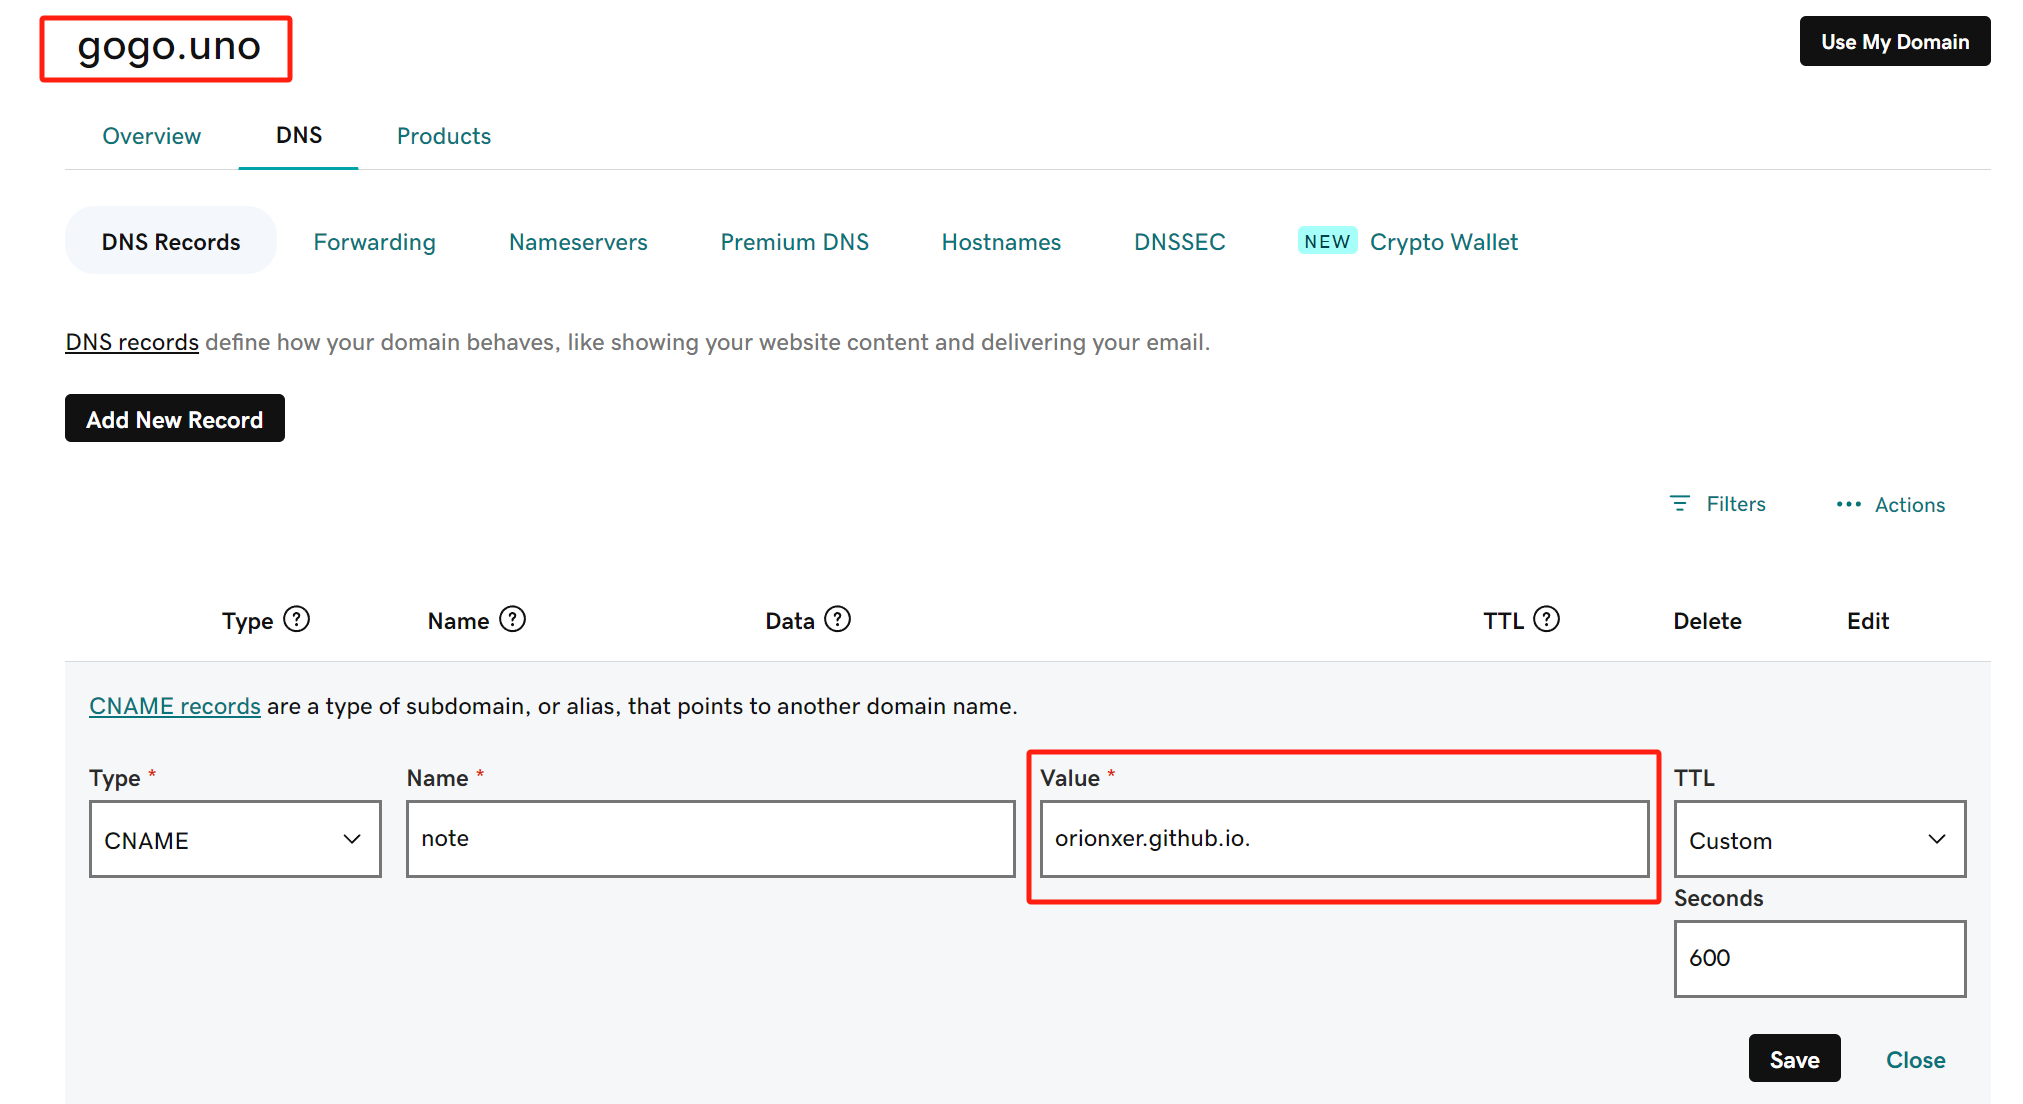 gogo.uno
Use My Domain
Overview DNS Products
DNS Records Forwarding Nameservers Premium DNS Hostnames DNSSEC NEW Crypto Wallet
DNS records define how your domain behaves, like showing your website content and delivering your email.
Add New Record
Filters ••• Actions
Type ? Name ? Data ? TTL ? Delete Edit
CNAME records are a type of subdomain, or alias, that points to another domain name.
Type * Name * Value * TTL
CNAME note orionxer.github.io. Custom
Seconds
600
Save Close